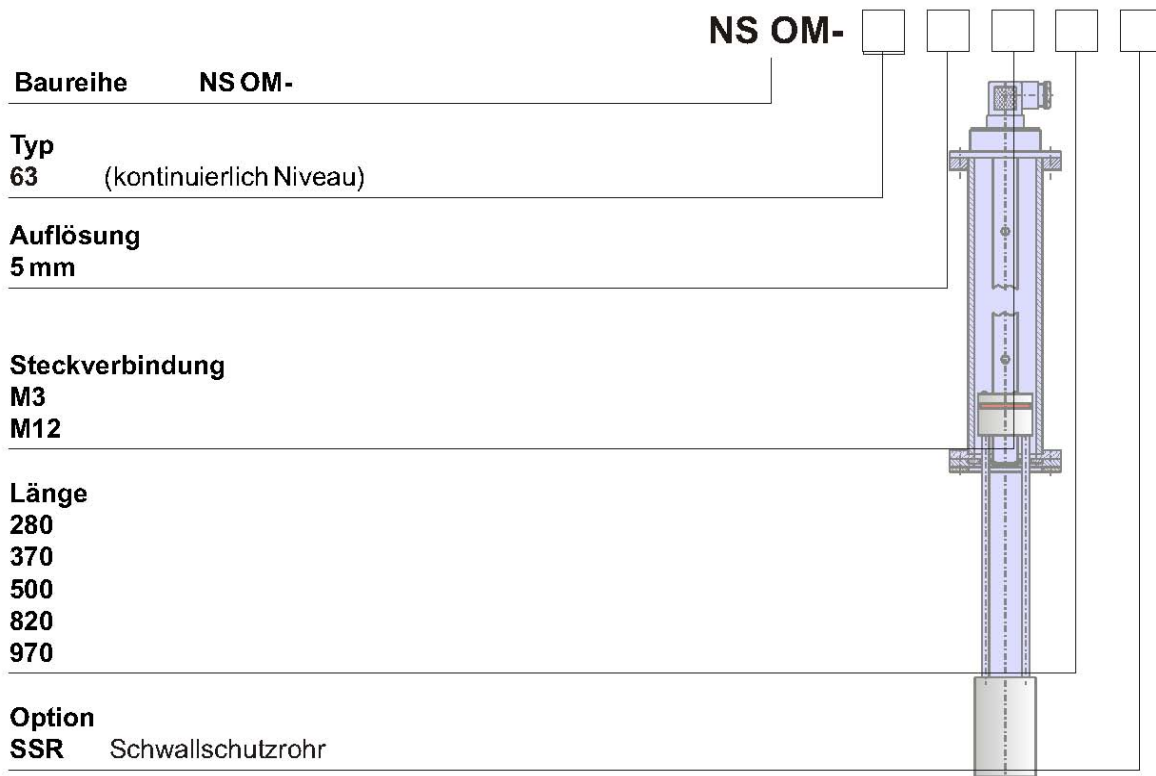 NS OM-
Baureihe NS OM-
Typ
63 (kontinuierlich Niveau)
Auflösung
5 mm
Steckverbindung
M3
M12
Länge
280
370
500
820
970
Option
SSR Schwallschutzrohr